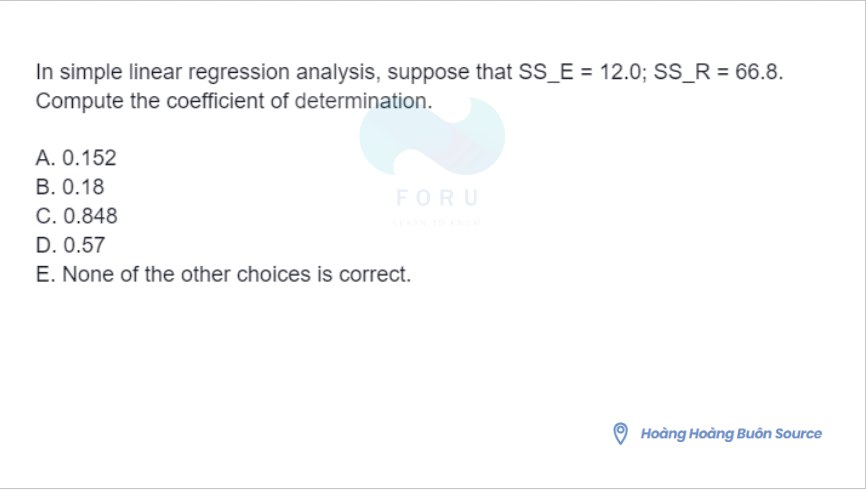 In simple linear regression analysis, suppose that SS_E = 12.0; SS_R = 66.8.
Compute the coefficient of determination.
A. 0.152
B. 0.18
C. 0.848
D. 0.57
E. None of the other choices is correct.
FORU
Hoàng Hoàng Buôn Source